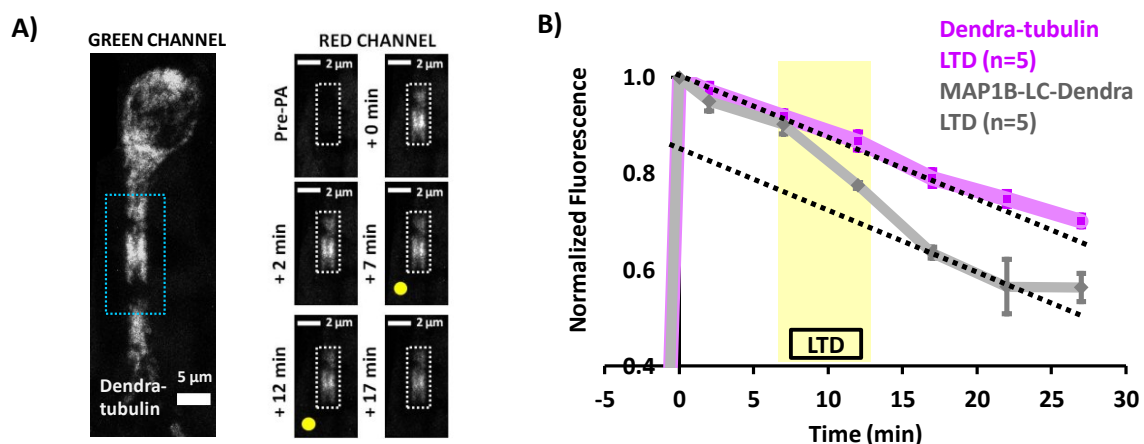 A)
GREEN CHANNEL
Dendra-
tubulin
5 µm
RED CHANNEL
Pre-PA
2 µm
+ 0 min
2 µm
+ 2 min
2 µm
+ 7 min
2 µm
+ 12 min
2 µm
+ 17 min
2 µm
B)
Dendra-tubulin
LTD (n=5)
MAP1B-LC-Dendra
LTD (n=5)
Normalized Fluorescence
1.0
0.8
0.6
0.4
LTD
-5 0 5 10 15 20 25 30
Time (min)